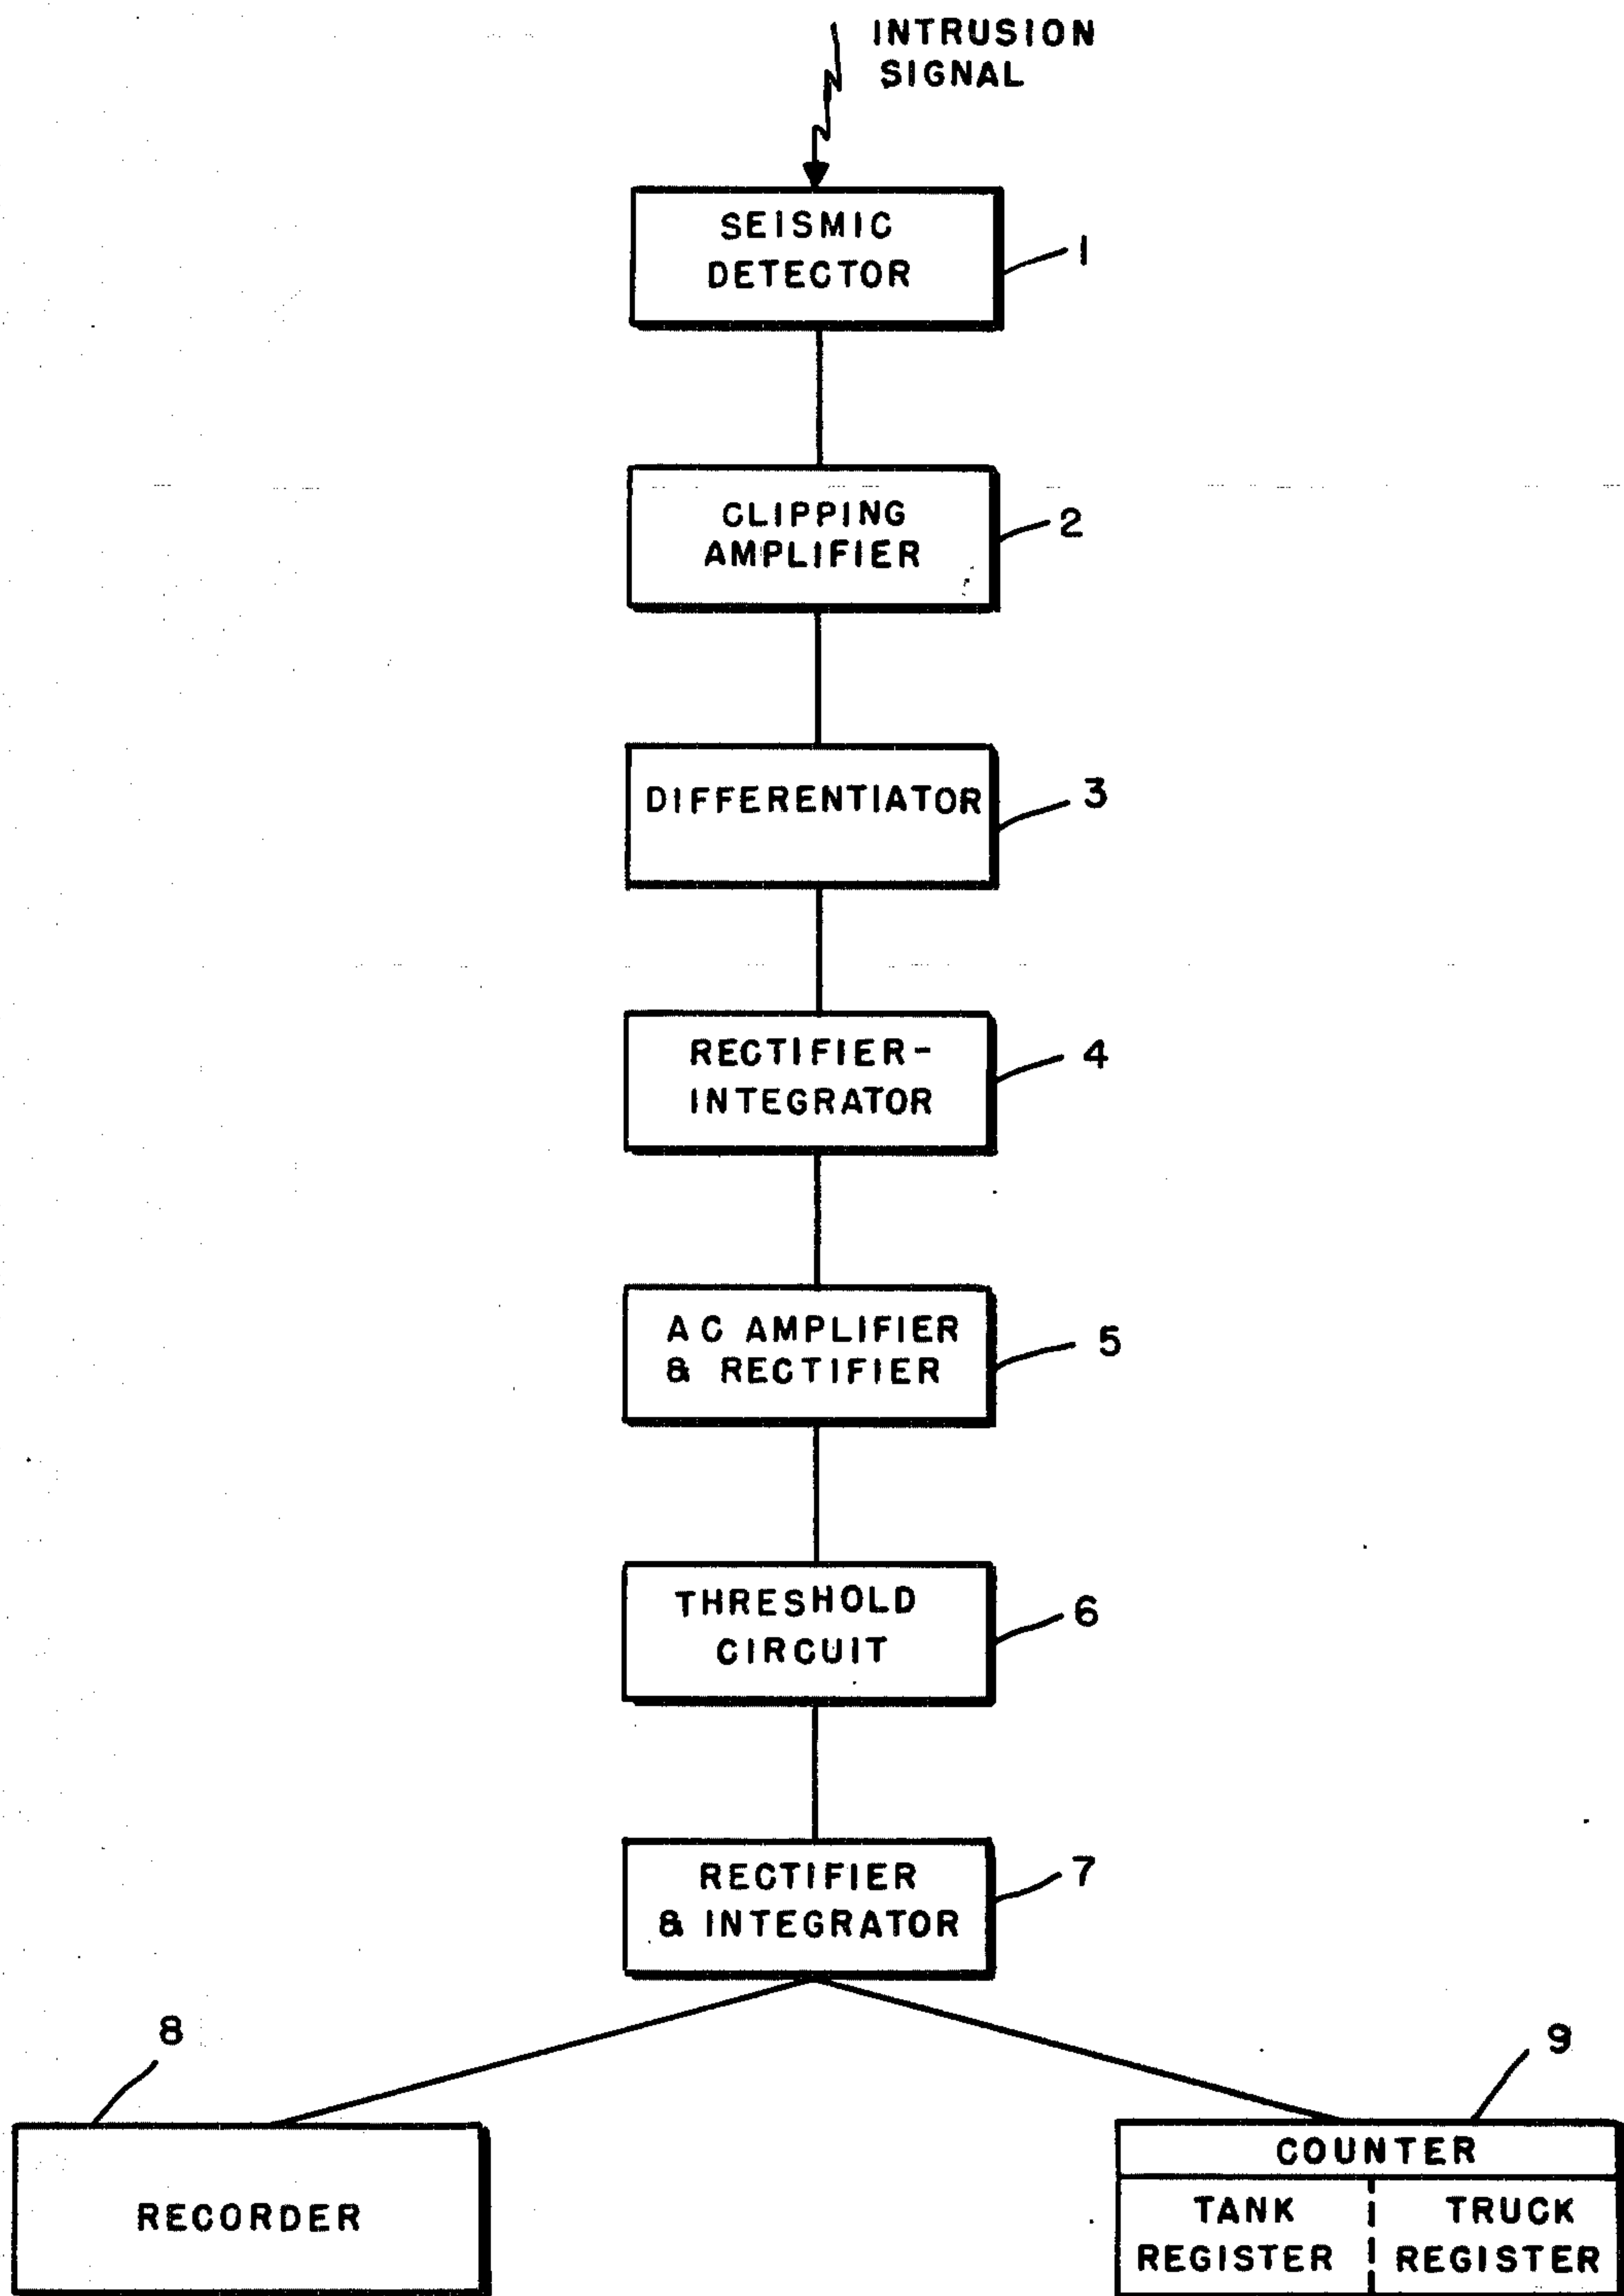 INTRUSION
SIGNAL
SEISMIC
DETECTOR
1
CLIPPING
AMPLIFIER
2
DIFFERENTIATOR
3
RECTIFIER-
INTEGRATOR
4
AC AMPLIFIER
& RECTIFIER
5
THRESHOLD
CIRCUIT
6
RECTIFIER
& INTEGRATOR
7
8
RECORDER
9
COUNTER
TANK
REGISTER
TRUCK
REGISTER